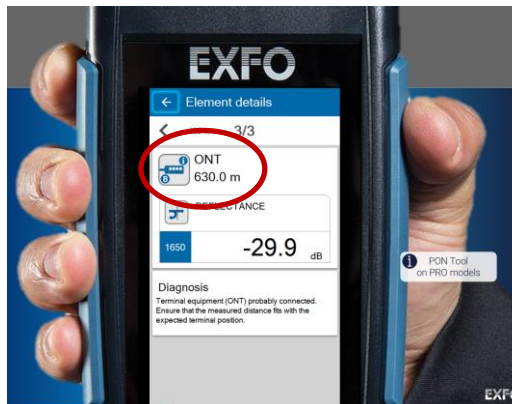 EXFO
Element details
3/3
ONT
630.0 m
REFLECTANCE
1650
-29.9 dB
Diagnosis
Terminal equipment (ONT) probably connected.
Ensure that the measured distance fits with the
expected terminal position.
PON Tool
on PRO models
EXFO